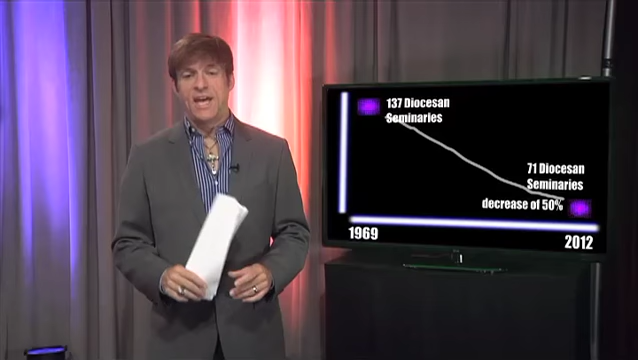 137 Diocesan
Seminaries
71 Diocesan
Seminaries
decrease of 50%
1969
2012